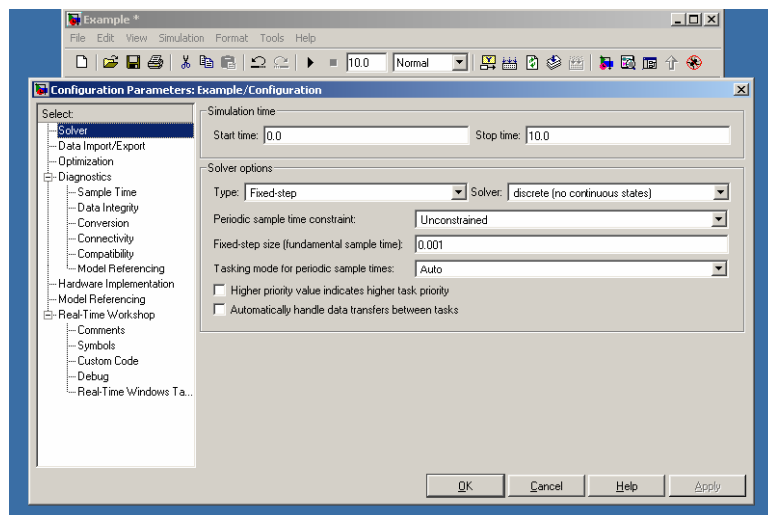 Example *
File Edit View Simulation Format Tools Help
10.0 Normal
Configuration Parameters: Example/Configuration
Select:
Solver
Data Import/Export
Optimization
Diagnostics
Sample Time
Data Integrity
Conversion
Connectivity
Compatibility
Model Referencing
Hardware Implementation
Model Referencing
Real-Time Workshop
Comments
Symbols
Custom Code
Debug
Real-Time Windows Ta...
Simulation time
Start time: 0.0 Stop time: 10.0
Solver options
Type: Fixed-step Solver: discrete (no continuous states)
Periodic sample time constraint: Unconstrained
Fixed-step size (fundamental sample time): 0.001
Tasking mode for periodic sample times: Auto
Higher priority value indicates higher task priority
Automatically handle data transfers between tasks
OK Cancel Help Apply